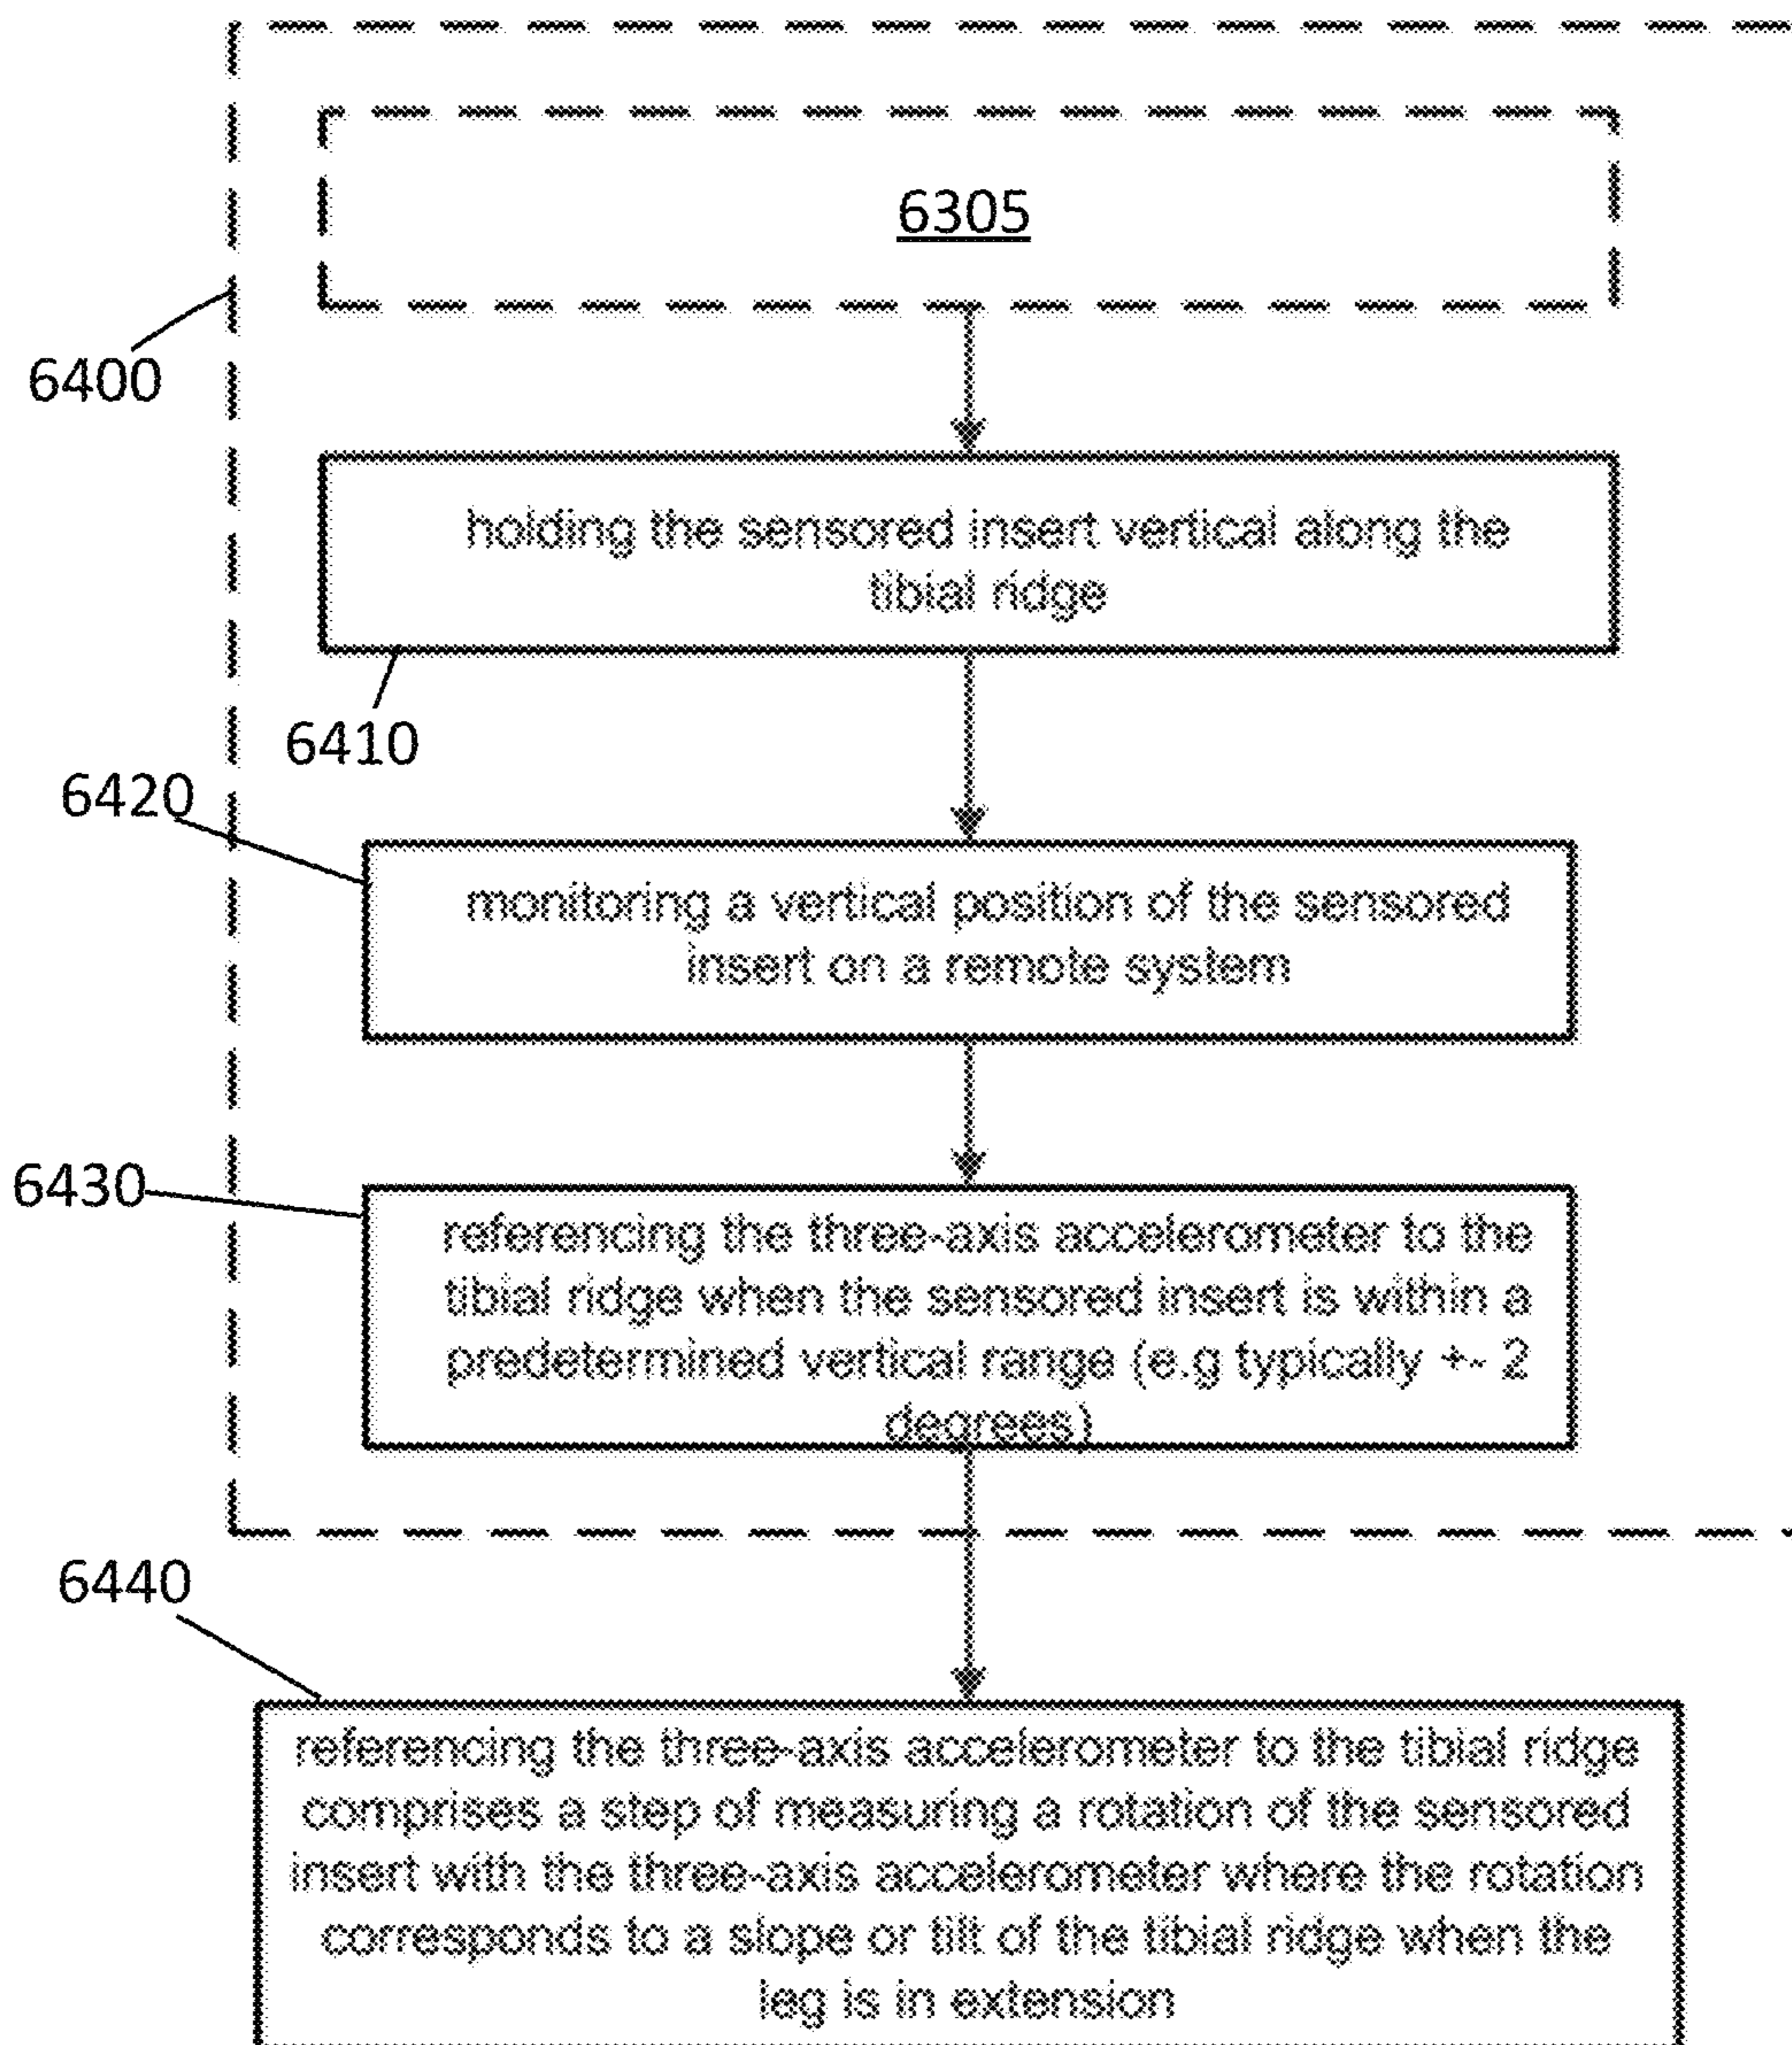 6305
6400
holding the sensored insert vertical along the
tibial ridge
6410
6420
monitoring a vertical position of the sensored
insert on a remote system
6430
referencing the three-axis accelerometer to the
tibial ridge when the sensored insert is within a
predetermined vertical range (e.g typically +- 2
degrees)
6440
referencing the three-axis accelerometer to the tibial ridge
comprises a step of measuring a rotation of the sensored
insert with the three-axis accelerometer where the rotation
corresponds to a slope or tilt of the tibial ridge when the
leg is in extension